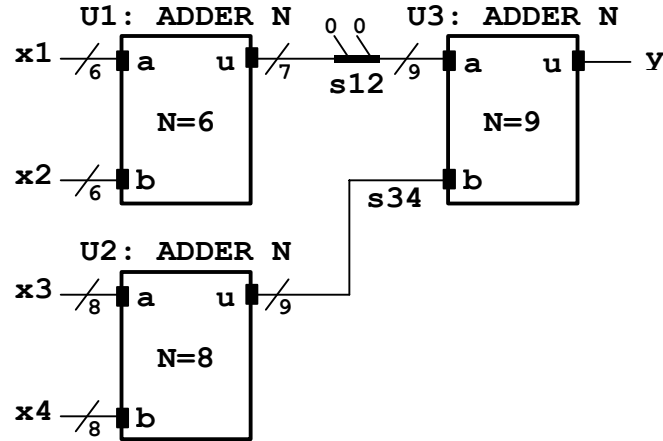 U1: ADDER N
0 0
U3: ADDER N
x1
6
a
u
7
s12
9
a
u
y
N=6
N=9
x2
6
b
b
s34
U2: ADDER N
x3
8
a
u
9
N=8
x4
8
b